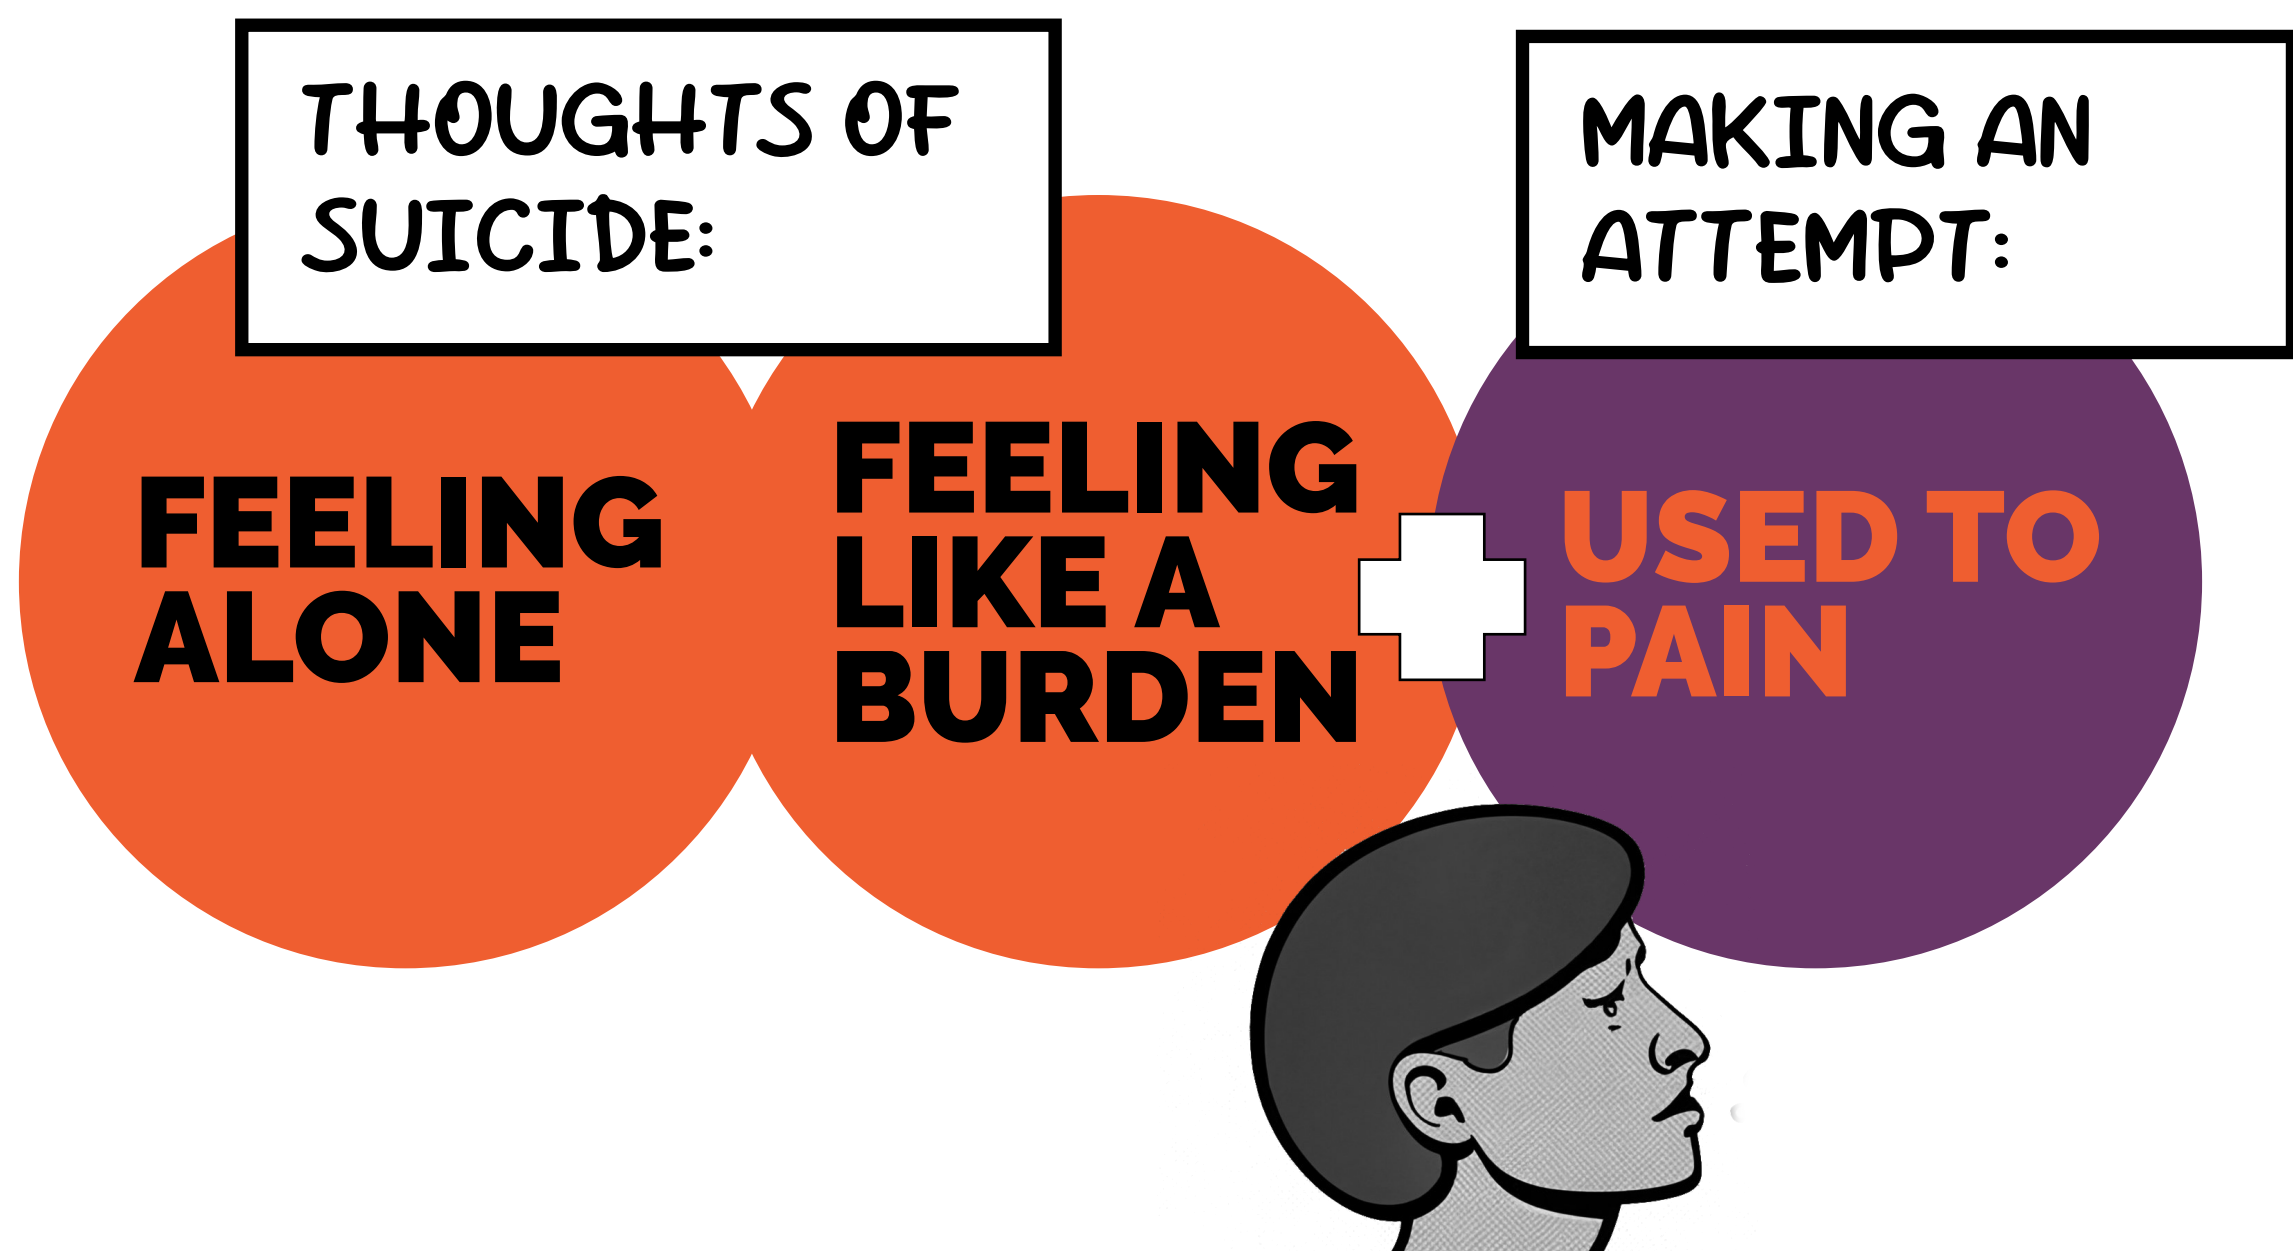 THOUGHTS OF
SUICIDE:
FEELING
ALONE
FEELING
LIKE A
BURDEN
MAKING AN
ATTEMPT:
USED TO
PAIN